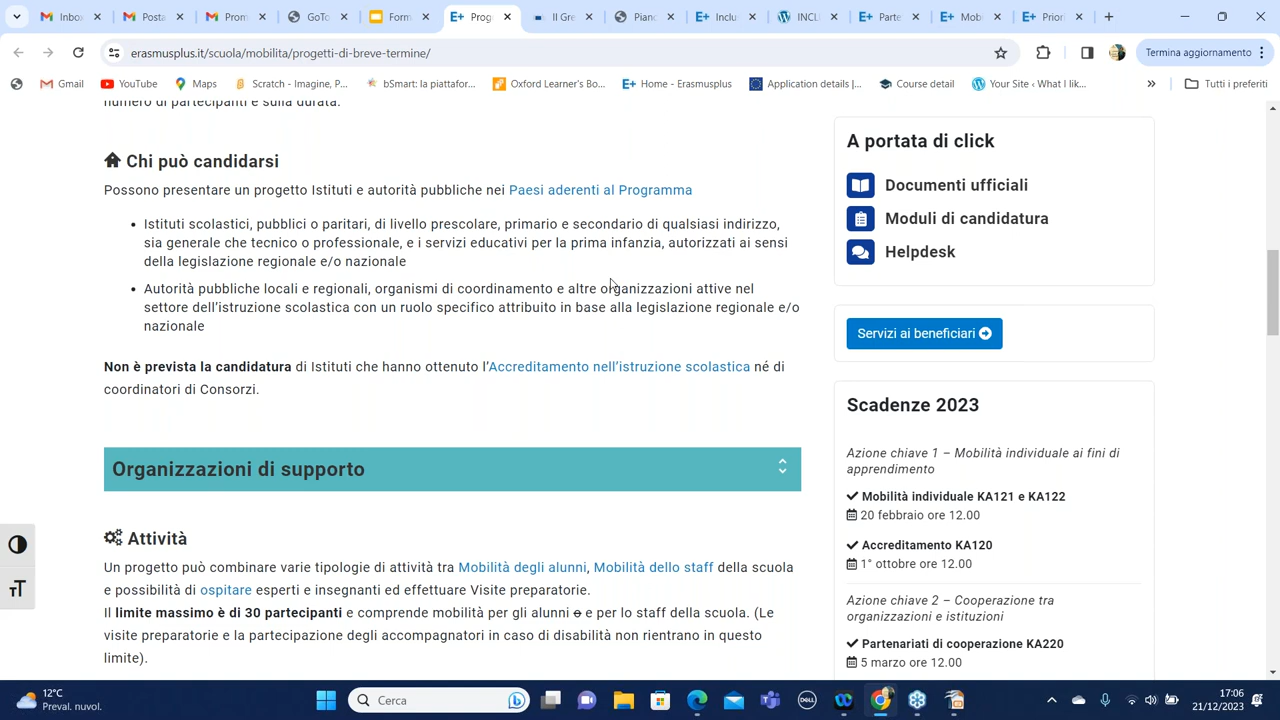 Inbox
Posta
Prom
GoTo
Form
Prog
Il Gre
Pianc
Inclu
INCL
Parte
Mobi
Priori
erasmusplus.it/scuola/mobilita/progetti-di-breve-termine/
Termina aggiornamento
Gmail
YouTube
Maps
Scratch - Imagine, P...
bSmart: la piattafor...
Oxford Learner's Bo...
Home - Erasmusplus
Application details |...
Course detail
Your Site ‹ What I lik...
»
Tutti i preferiti
numero di partecipanti e sulla durata.
Chi può candidarsi
Possono presentare un progetto Istituti e autorità pubbliche nei Paesi aderenti al Programma
• Istituti scolastici, pubblici o paritari, di livello prescolare, primario e secondario di qualsiasi indirizzo,
sia generale che tecnico o professionale, e i servizi educativi per la prima infanzia, autorizzati ai sensi
della legislazione regionale e/o nazionale
• Autorità pubbliche locali e regionali, organismi di coordinamento e altre organizzazioni attive nel
settore dell'istruzione scolastica con un ruolo specifico attribuito in base alla legislazione regionale e/o
nazionale
Non è prevista la candidatura di Istituti che hanno ottenuto l'Accreditamento nell'istruzione scolastica né di
coordinatori di Consorzi.
Organizzazioni di supporto
Attività
Un progetto può combinare varie tipologie di attività tra Mobilità degli alunni, Mobilità dello staff della scuola
e possibilità di ospitare esperti e insegnanti ed effettuare Visite preparatorie.
Il limite massimo è di 30 partecipanti e comprende mobilità per gli alunni o e per lo staff della scuola. (Le
visite preparatorie e la partecipazione degli accompagnatori in caso di disabilità non rientrano in questo
limite).
A portata di click
Documenti ufficiali
Moduli di candidatura
Helpdesk
Servizi ai beneficiari
Scadenze 2023
Azione chiave 1 – Mobilità individuale ai fini di
apprendimento
Mobilità individuale KA121 e KA122
20 febbraio ore 12.00
Accreditamento KA120
1° ottobre ore 12.00
Azione chiave 2 – Cooperazione tra
organizzazioni e istituzioni
Partenariati di cooperazione KA220
5 marzo ore 12.00
TT
12°C
Preval. nuvol.
Cerca
DELL
17:06
21/12/2023